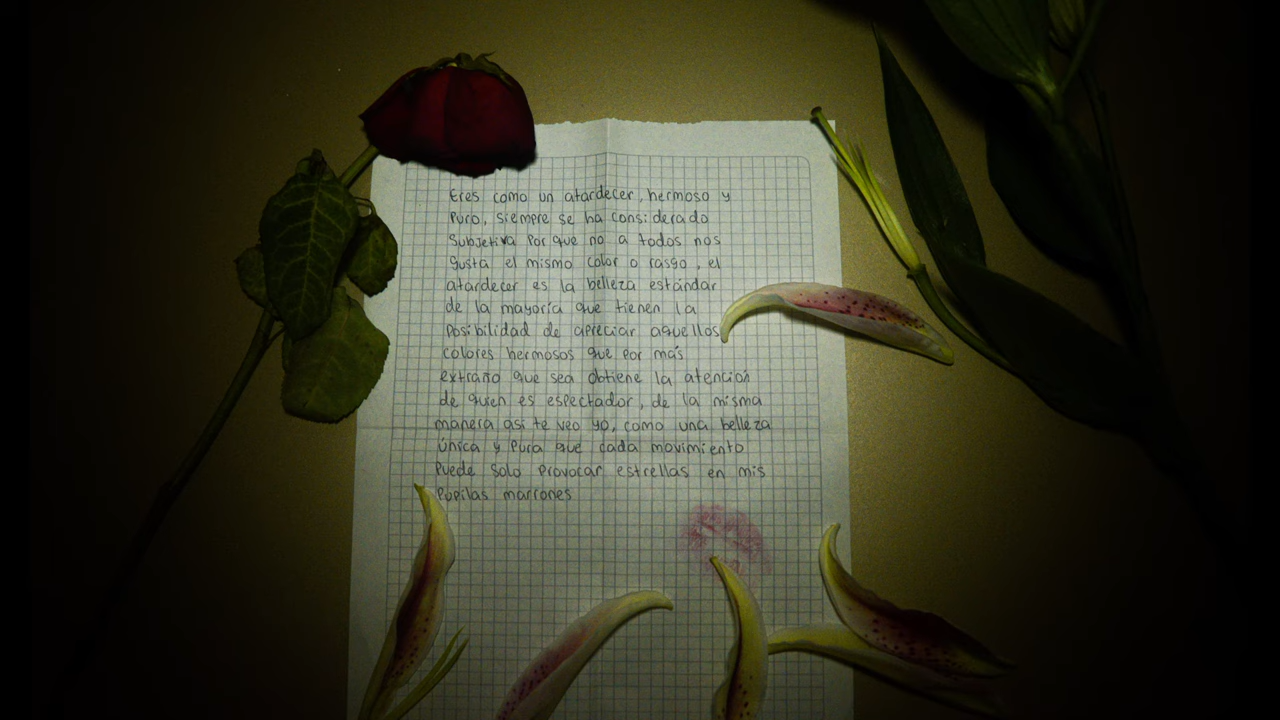 Eres como un atardecer, hermoso y
Puro, siempre se ha considerado
Subjetiva Por que no a todos nos
gusta el mismo color o rasgo, el
atardecer es la belleza estándar
de la mayoría que tienen la
Posibilidad de apreciar aquellos
colores hermosos que por más
extraño que sea obtiene la atención
de quien es espectador, de la misma
manera asi te veo yo, como una belleza
única y Pura que cada movimiento
Puede Solo Provocar estrellas en mis
Pupilas marrones